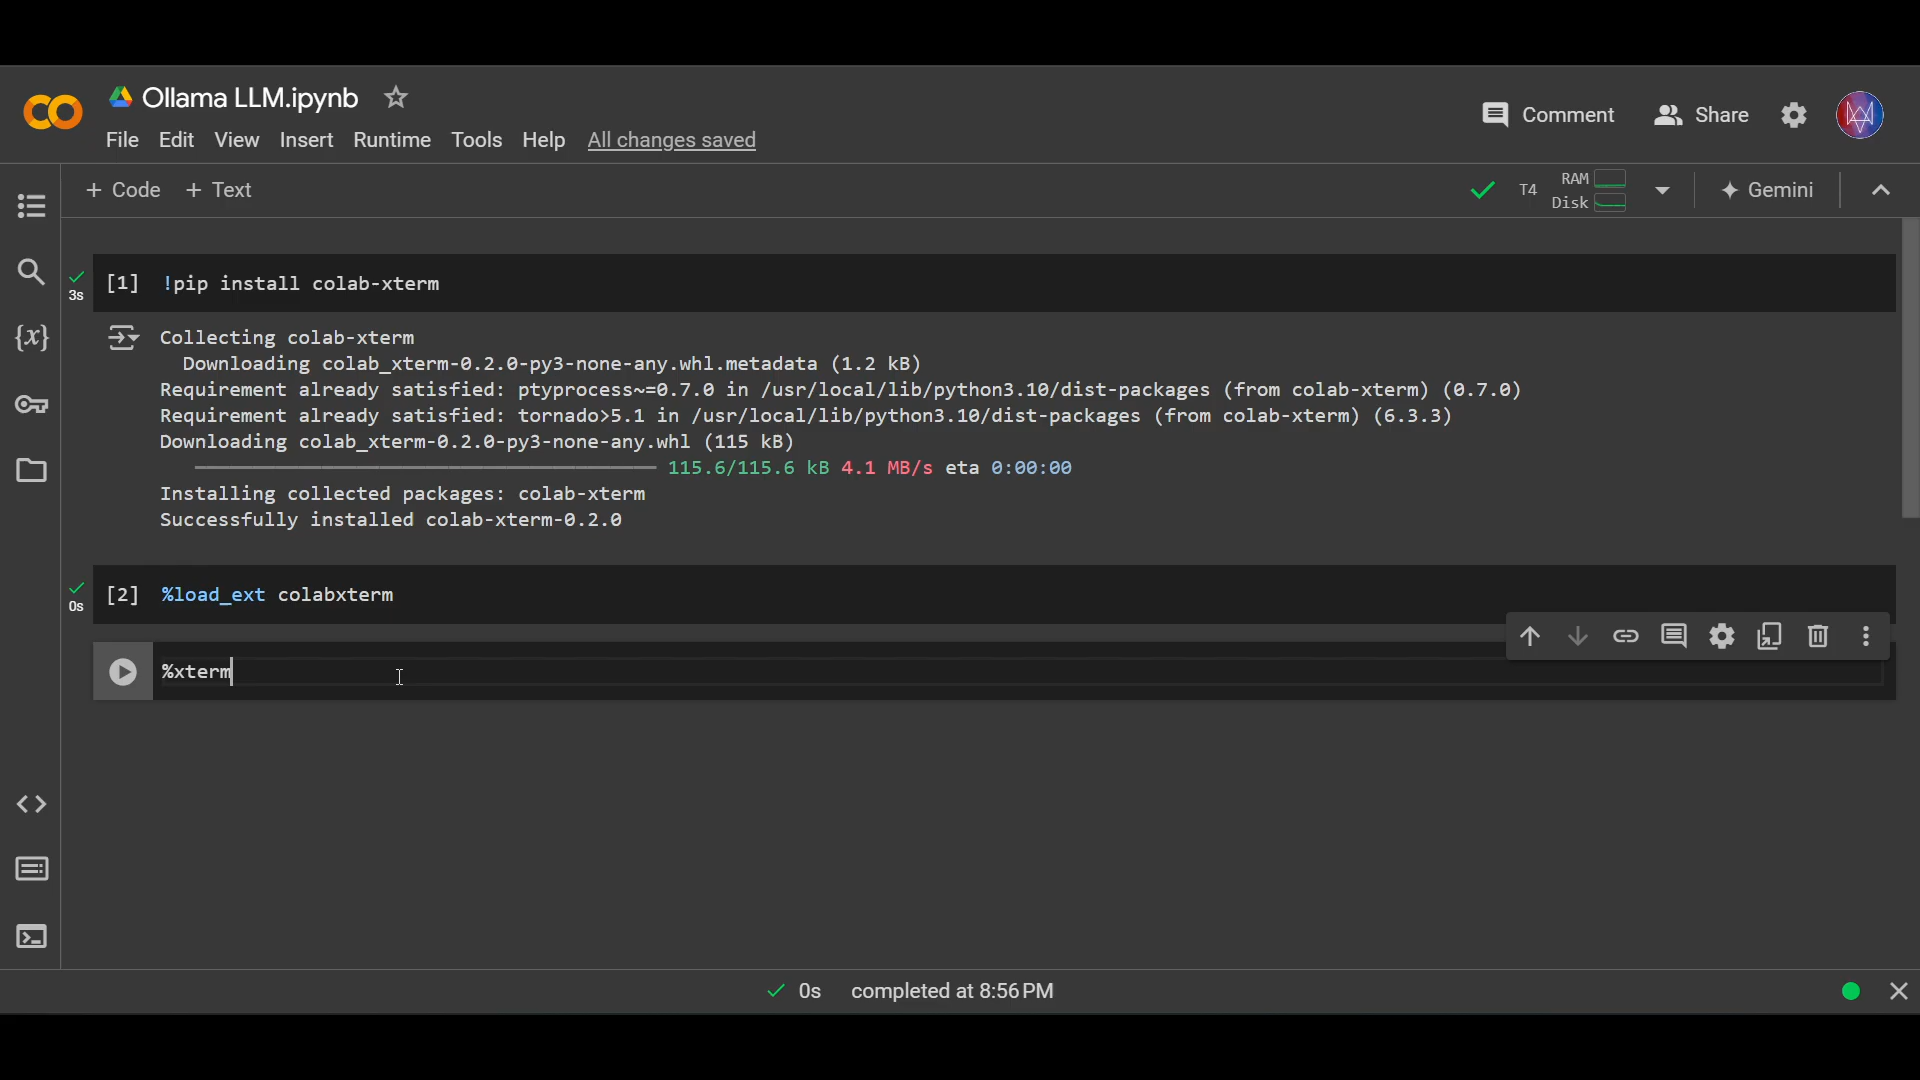 Ollama LLM.ipynb
File Edit View Insert Runtime Tools Help All changes saved
Comment Share
+ Code + Text
T4 RAM Disk Gemini
[1] !pip install colab-xterm
3s
Collecting colab-xterm
Downloading colab_xterm-0.2.0-py3-none-any.whl.metadata (1.2 kB)
Requirement already satisfied: ptyprocess~=0.7.0 in /usr/local/lib/python3.10/dist-packages (from colab-xterm) (0.7.0)
Requirement already satisfied: tornado>5.1 in /usr/local/lib/python3.10/dist-packages (from colab-xterm) (6.3.3)
Downloading colab_xterm-0.2.0-py3-none-any.whl (115 kB)
115.6/115.6 kB 4.1 MB/s eta 0:00:00
Installing collected packages: colab-xterm
Successfully installed colab-xterm-0.2.0
[2] %load_ext colabxterm
0s
%xterm
0s completed at 8:56 PM